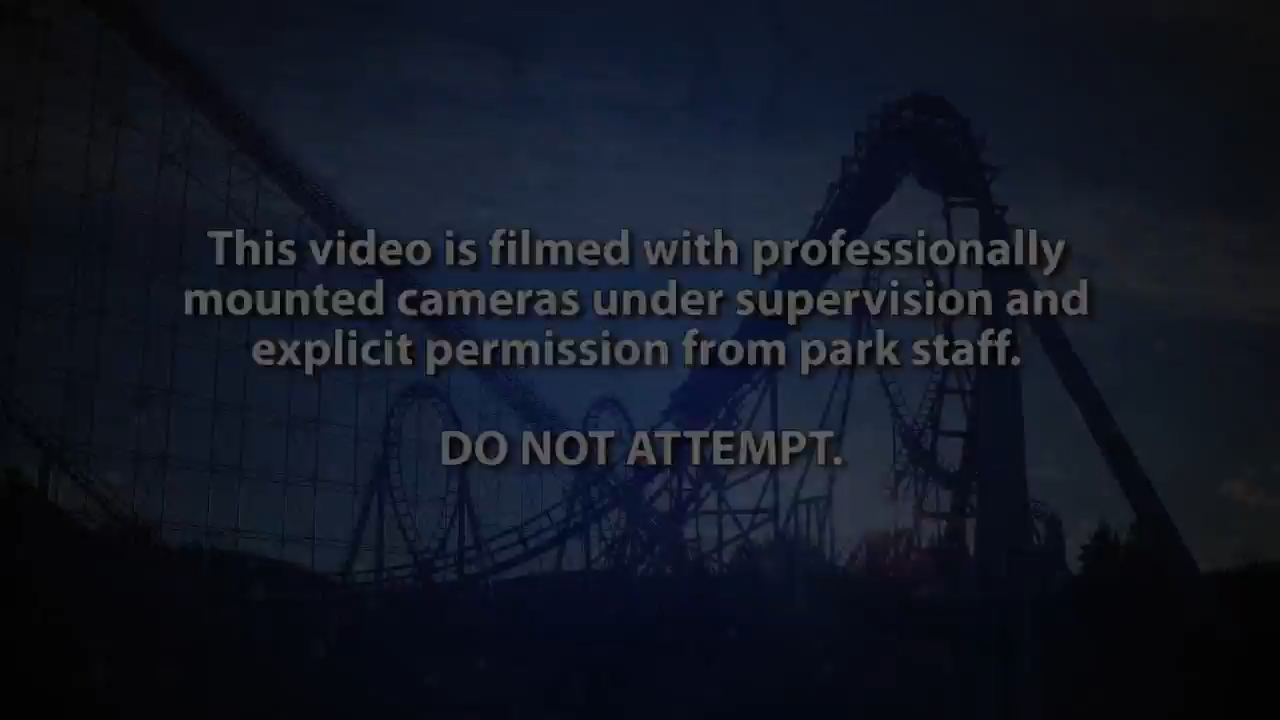 This video is filmed with professionally
mounted cameras under supervision and
explicit permission from park staff.
DO NOT ATTEMPT.